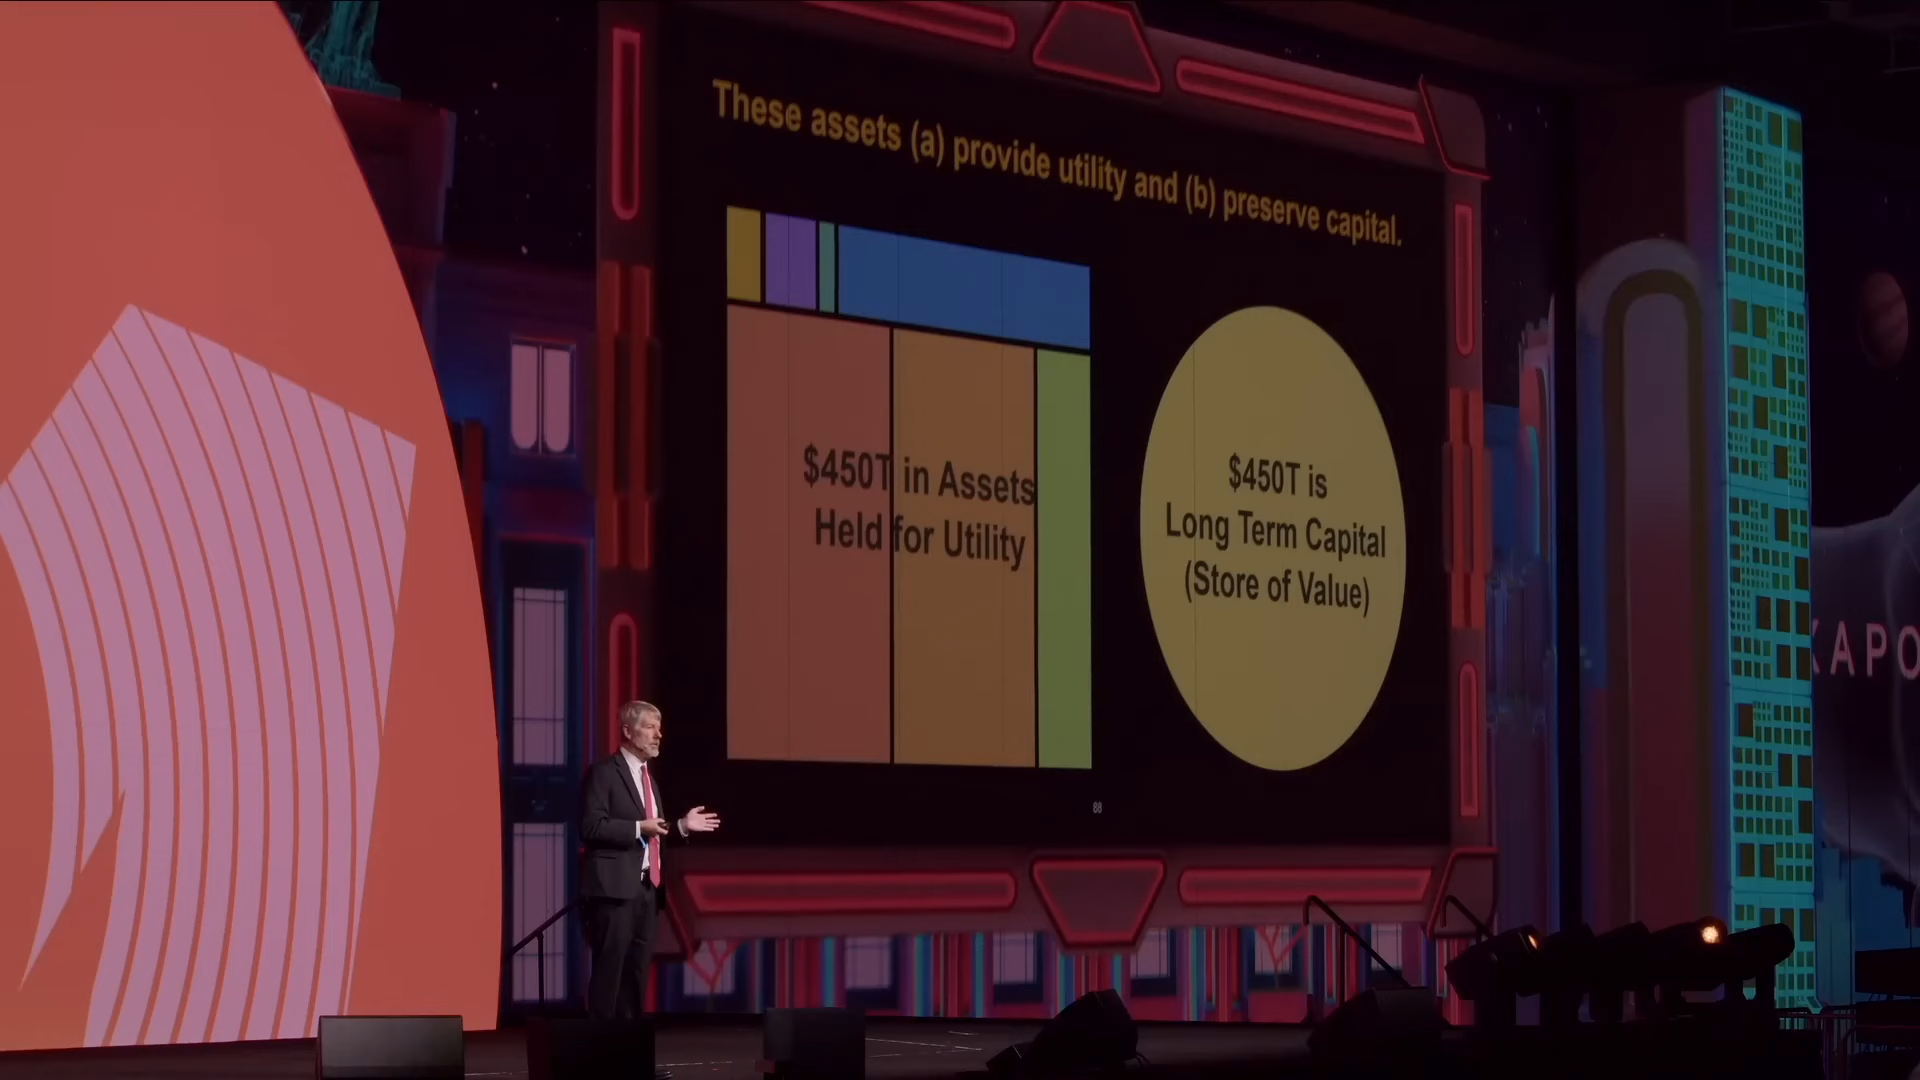 These assets (a) provide utility and (b) preserve capital.
$450T in Assets
Held for Utility
$450T is
Long Term Capital
(Store of Value)
88
KAPO